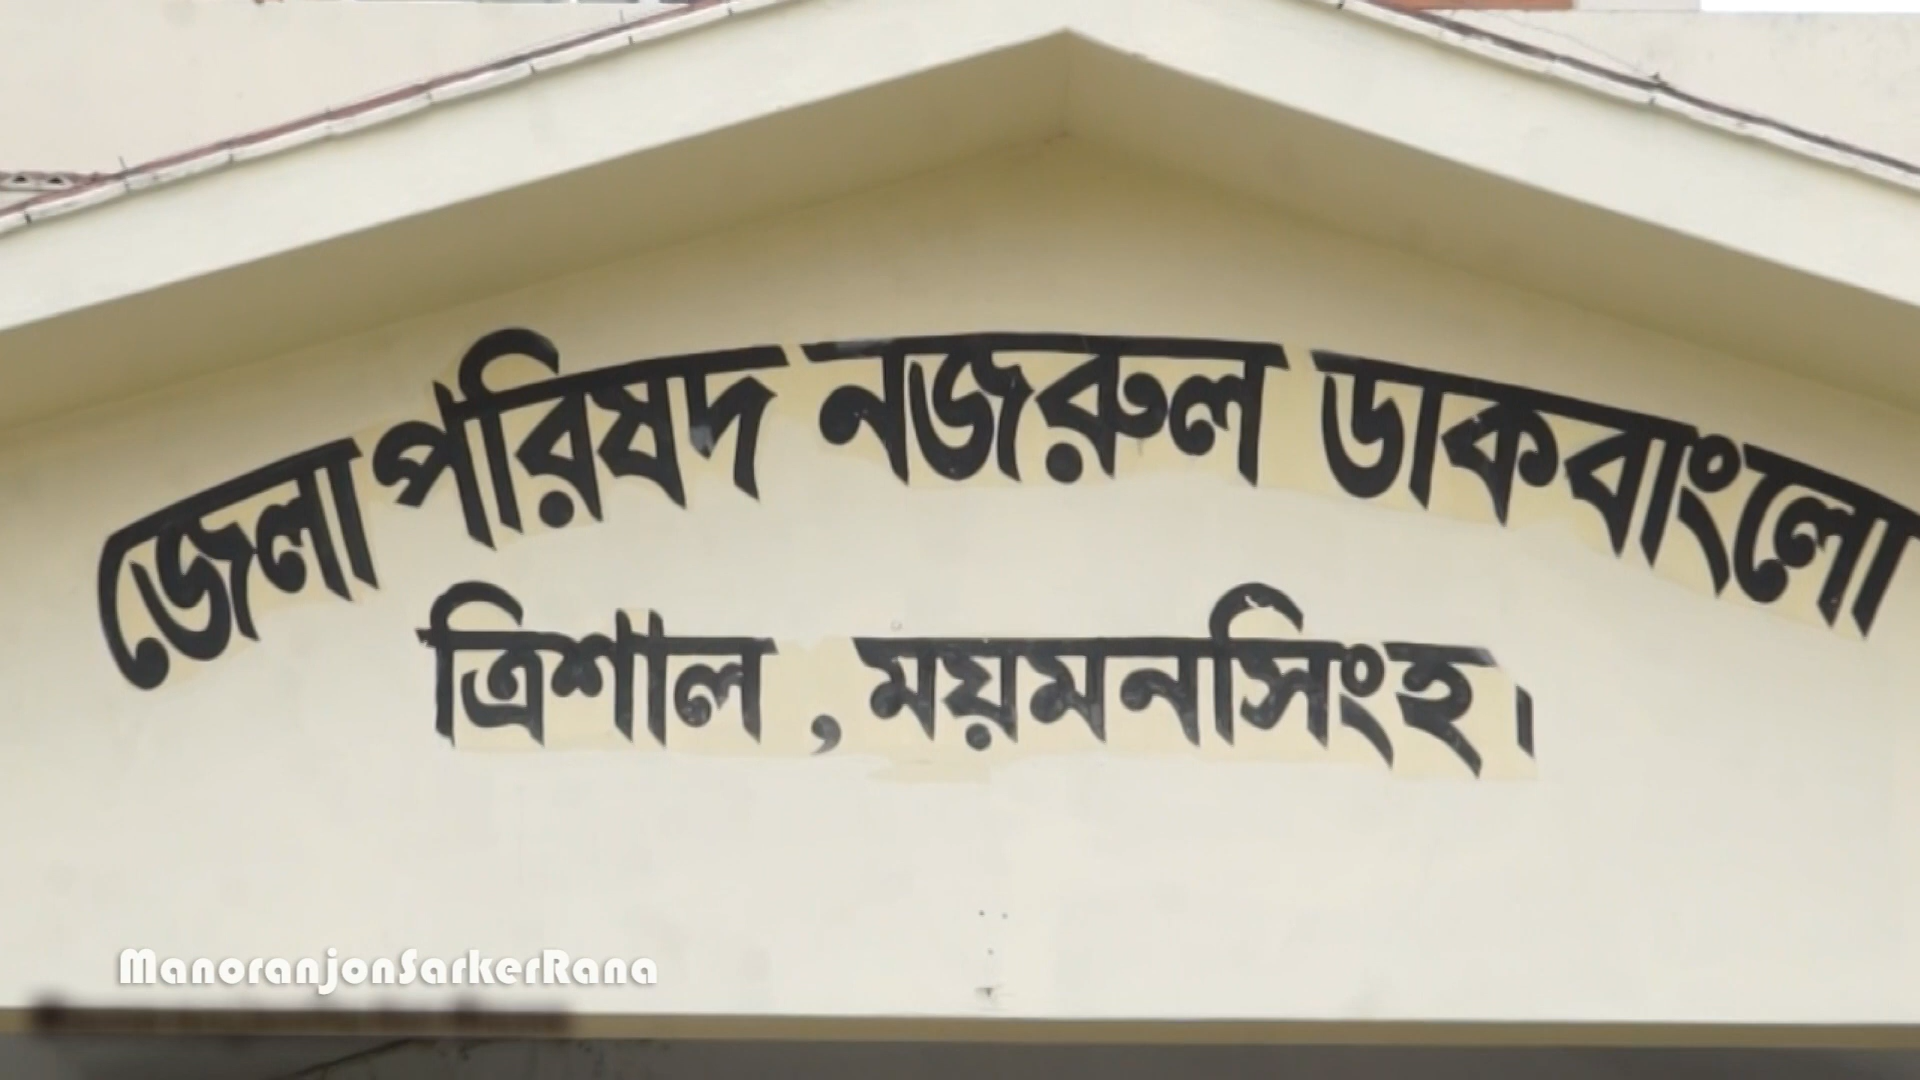 জেলা পরিষদ নজরুল ডাকবাংলো
ত্রিশাল , ময়মনসিংহ।
ManoranjonSarkerRana